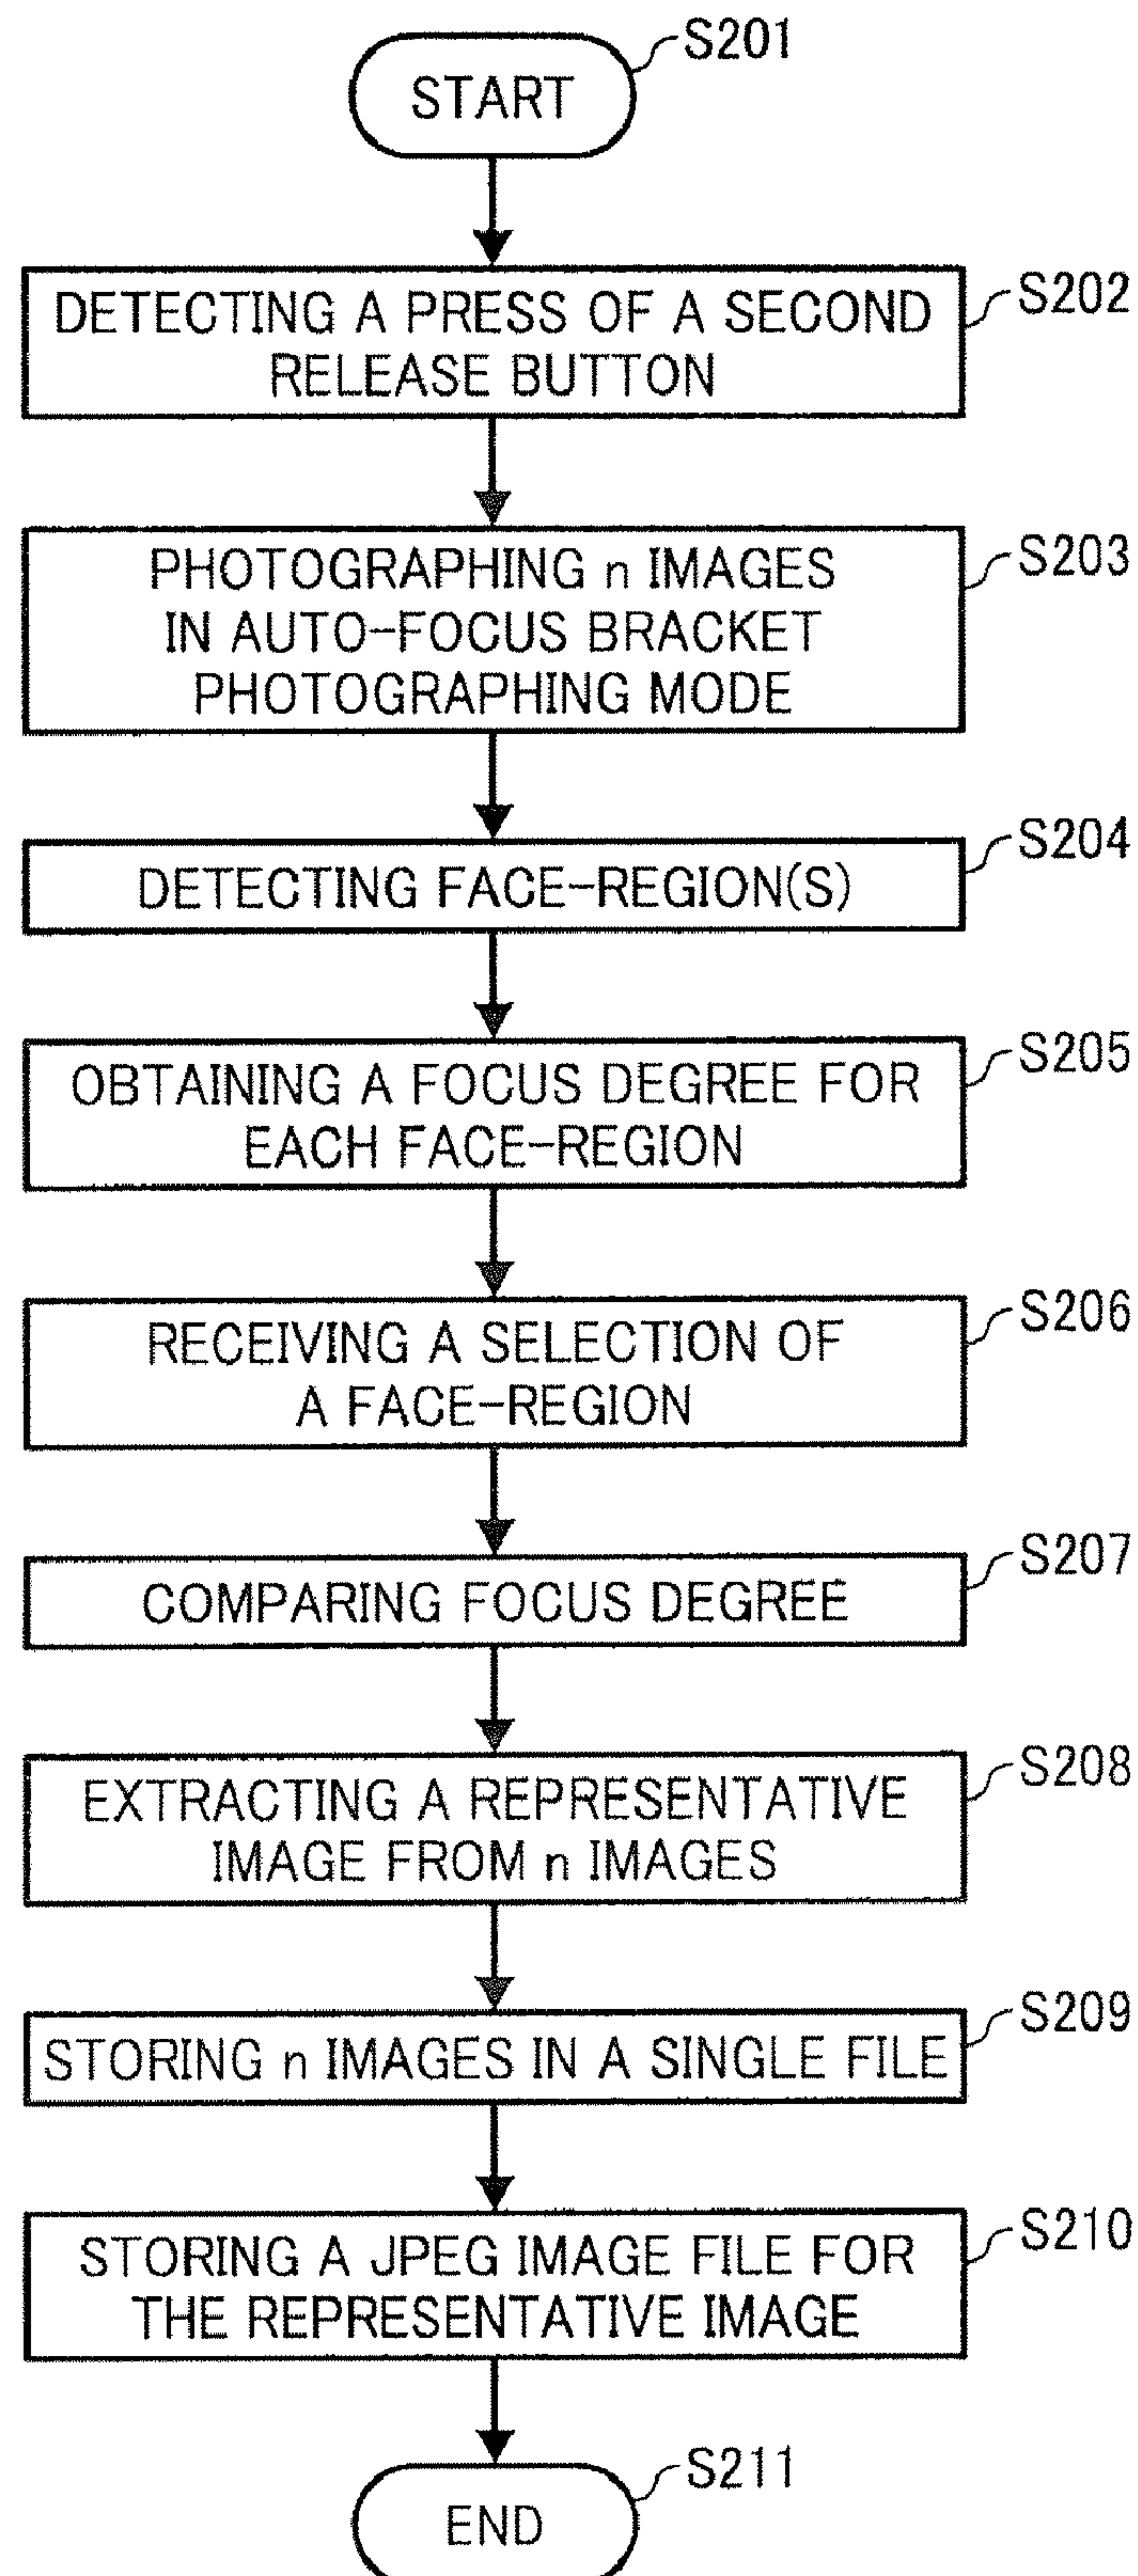 S201
START
S202
DETECTING A PRESS OF A SECOND
RELEASE BUTTON
S203
PHOTOGRAPHING n IMAGES
IN AUTO-FOCUS BRACKET
PHOTOGRAPHING MODE
S204
DETECTING FACE-REGION(S)
S205
OBTAINING A FOCUS DEGREE FOR
EACH FACE-REGION
S206
RECEIVING A SELECTION OF
A FACE-REGION
S207
COMPARING FOCUS DEGREE
S208
EXTRACTING A REPRESENTATIVE
IMAGE FROM n IMAGES
S209
STORING n IMAGES IN A SINGLE FILE
S210
STORING A JPEG IMAGE FILE FOR
THE REPRESENTATIVE IMAGE
S211
END